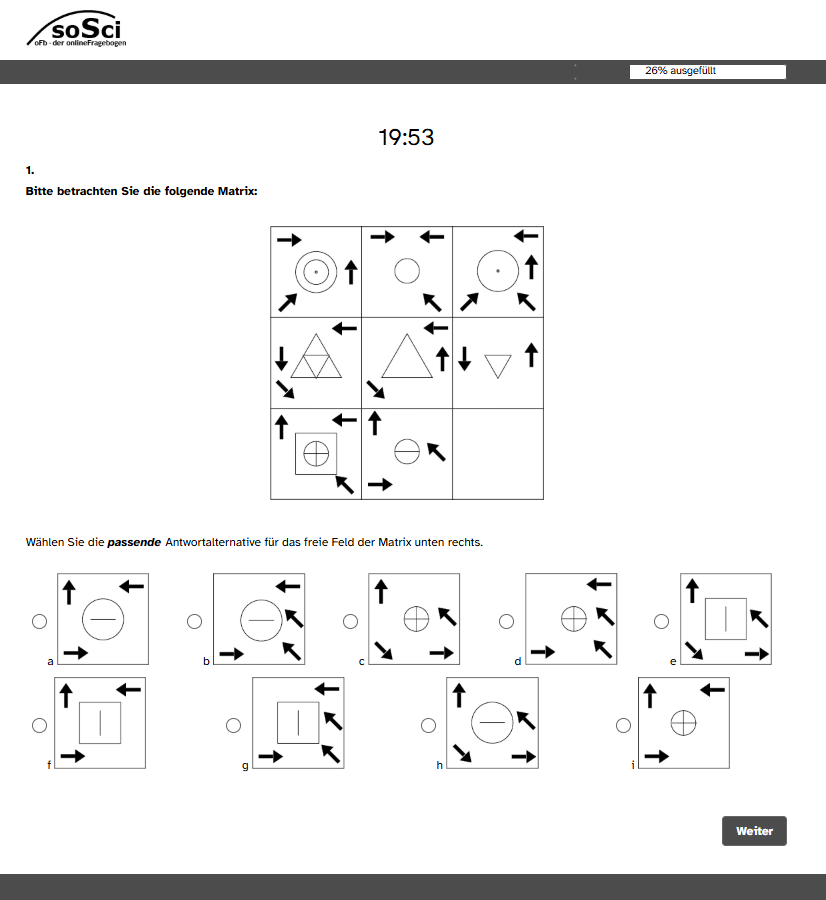 soSci
oFb - der onlineFragebogen
26% ausgefüllt
19:53
1.
Bitte betrachten Sie die folgende Matrix:
Wählen Sie die passende Antwortalternative für das freie Feld der Matrix unten rechts.
a b c d e
f g h i
Weiter